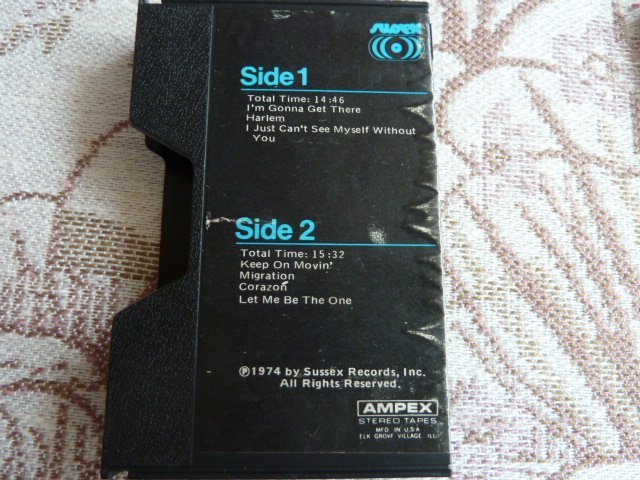 sussex
Side 1
Total Time: 14:46
I'm Gonna Get There
Harlem
I Just Can't See Myself Without
You
Side 2
Total Time: 15:32
Keep On Movin'
Migration
Corazon
Let Me Be The One
℗1974 by Sussex Records, Inc.
All Rights Reserved.
AMPEX
STEREO TAPES
MFD IN U.S.A
ELK GROVE VILLAGE, ILL.